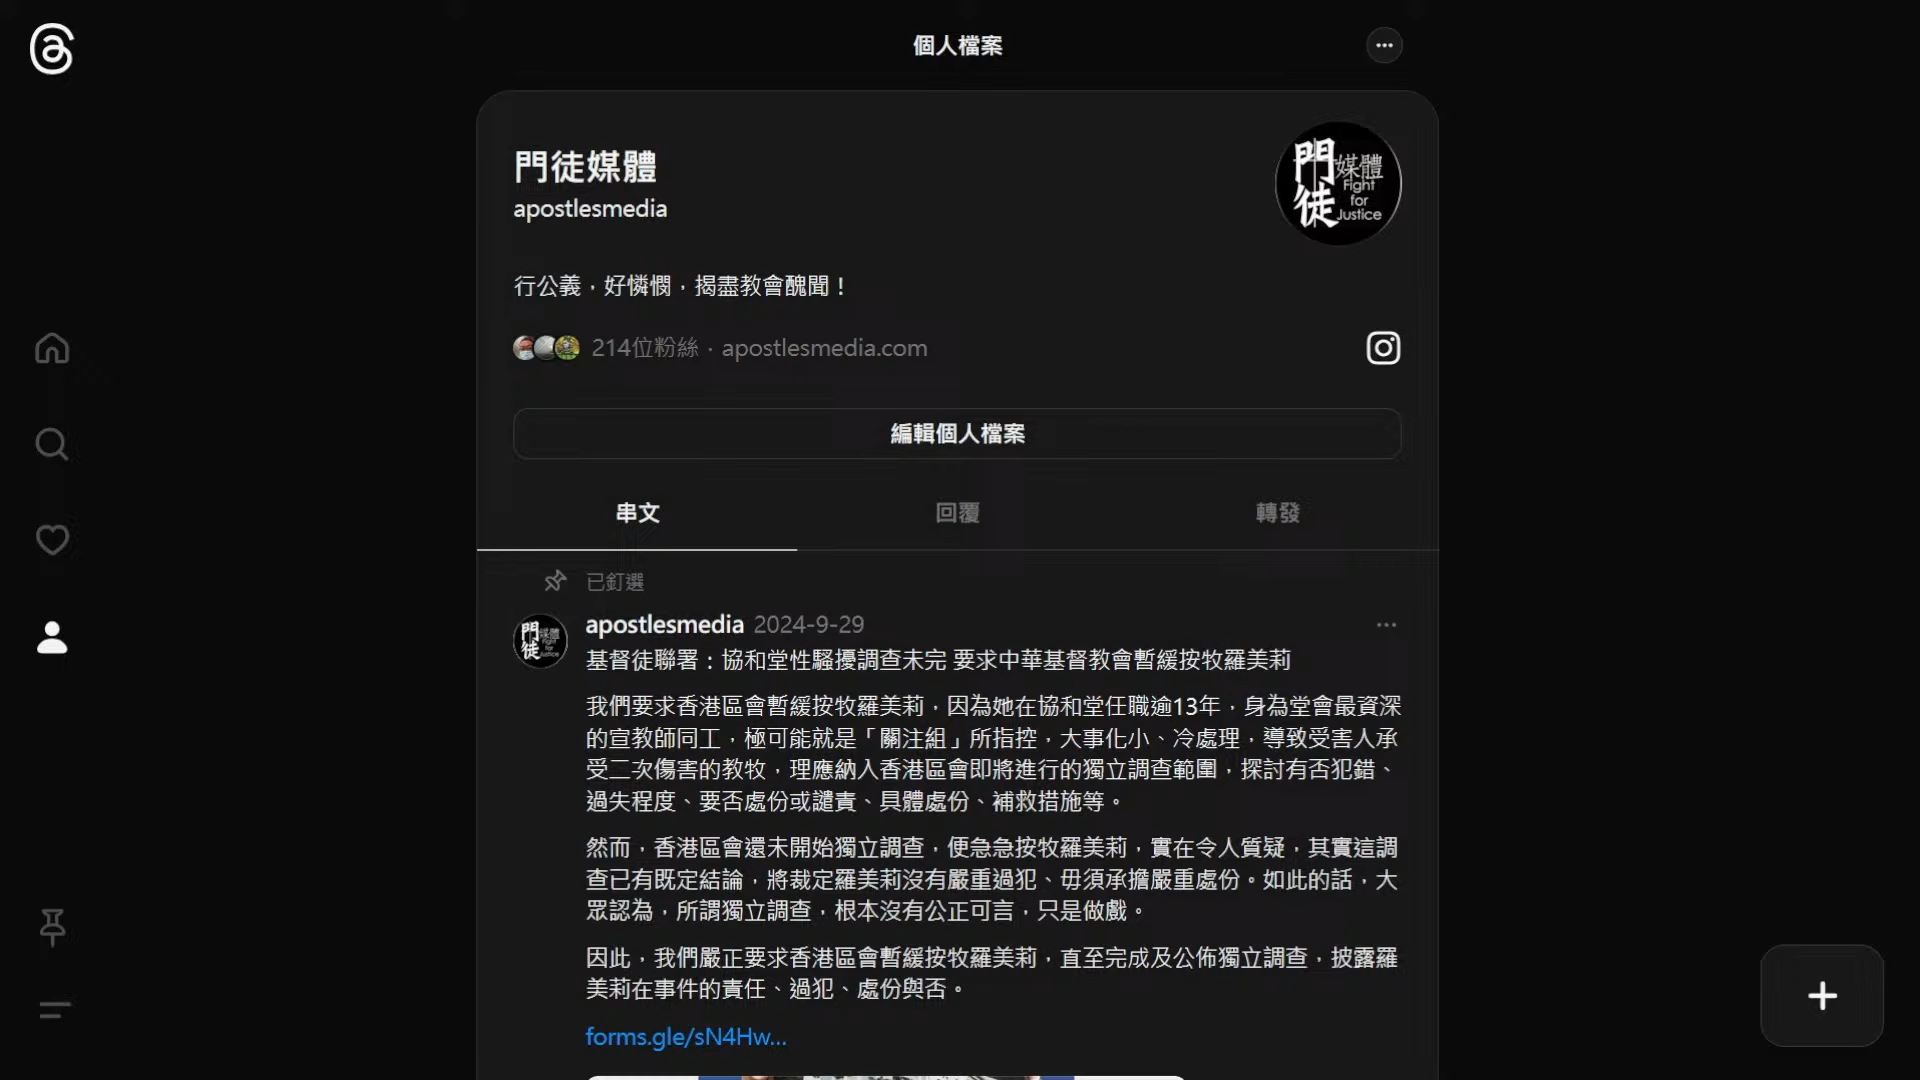 個人檔案
門徒媒體
apostlesmedia
門徒 媒體 Fight for Justice
行公義，好憐憫，揭盡教會醜聞！
214位粉絲 · apostlesmedia.com
編輯個人檔案
串文 回覆 轉發
已釘選
apostlesmedia 2024-9-29
基督徒聯署：協和堂性騷擾調查未完 要求中華基督教會暫緩按牧羅美莉
我們要求香港區會暫緩按牧羅美莉，因為她在協和堂任職逾13年，身為堂會最資深
的宣教師同工，極可能就是「關注組」所指控，大事化小、冷處理，導致受害人承
受二次傷害的教牧，理應納入香港區會即將進行的獨立調查範圍，探討有否犯錯、
過失程度、要否處份或譴責、具體處份、補救措施等。
然而，香港區會還未開始獨立調查，便急急按牧羅美莉，實在令人質疑，其實這調
查已有既定結論，將裁定羅美莉沒有嚴重過犯、毋須承擔嚴重處份。如此的話，大
眾認為，所謂獨立調查，根本沒有公正可言，只是做戲。
因此，我們嚴正要求香港區會暫緩按牧羅美莉，直至完成及公佈獨立調查，披露羅
美莉在事件的責任、過犯、處份與否。
forms.gle/sN4Hw...